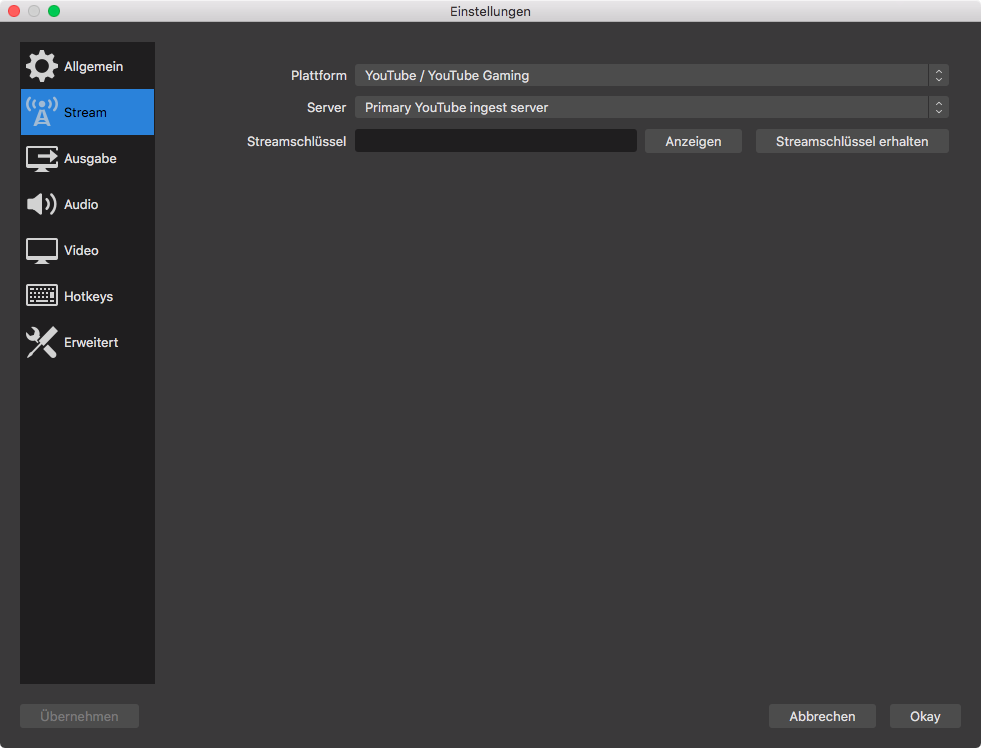 Einstellungen
Allgemein
Stream
Ausgabe
Audio
Video
Hotkeys
Erweitert
Plattform YouTube / YouTube Gaming
Server Primary YouTube ingest server
Streamschlüssel Anzeigen Streamschlüssel erhalten
Übernehmen Abbrechen Okay